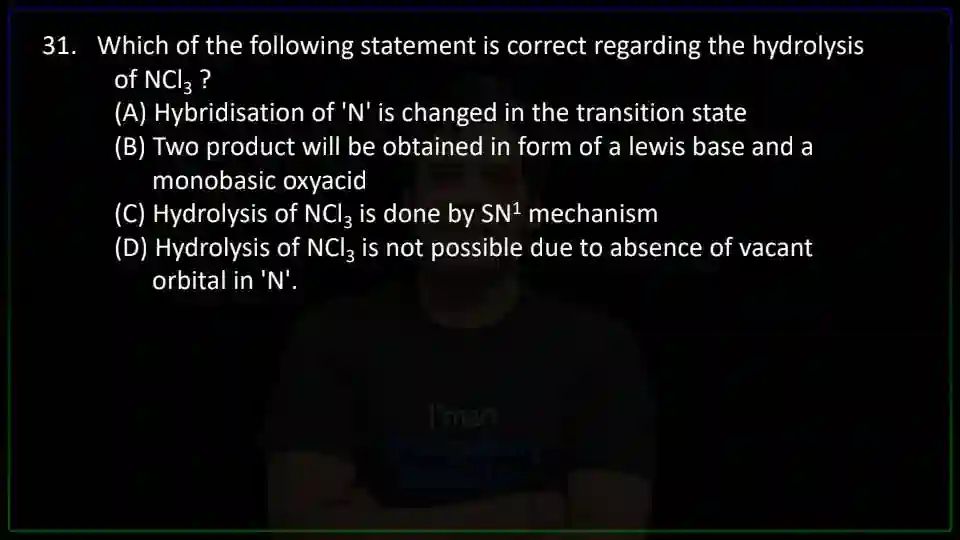 31. Which of the following statement is correct regarding the hydrolysis
of NCl₃ ?
(A) Hybridisation of 'N' is changed in the transition state
(B) Two product will be obtained in form of a lewis base and a
monobasic oxyacid
(C) Hydrolysis of NCl₃ is done by SN¹ mechanism
(D) Hydrolysis of NCl₃ is not possible due to absence of vacant
orbital in 'N'.